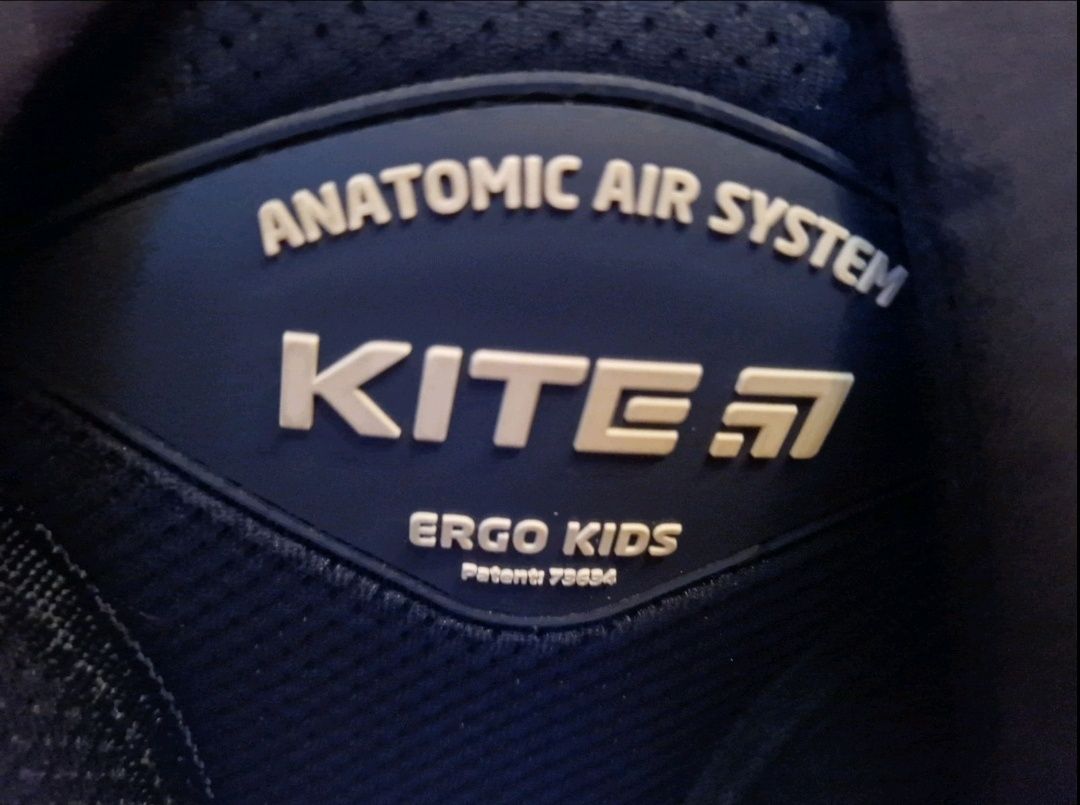 ANATOMIC AIR SYSTEM
KITE
ERGO KIDS
Patent: 73634